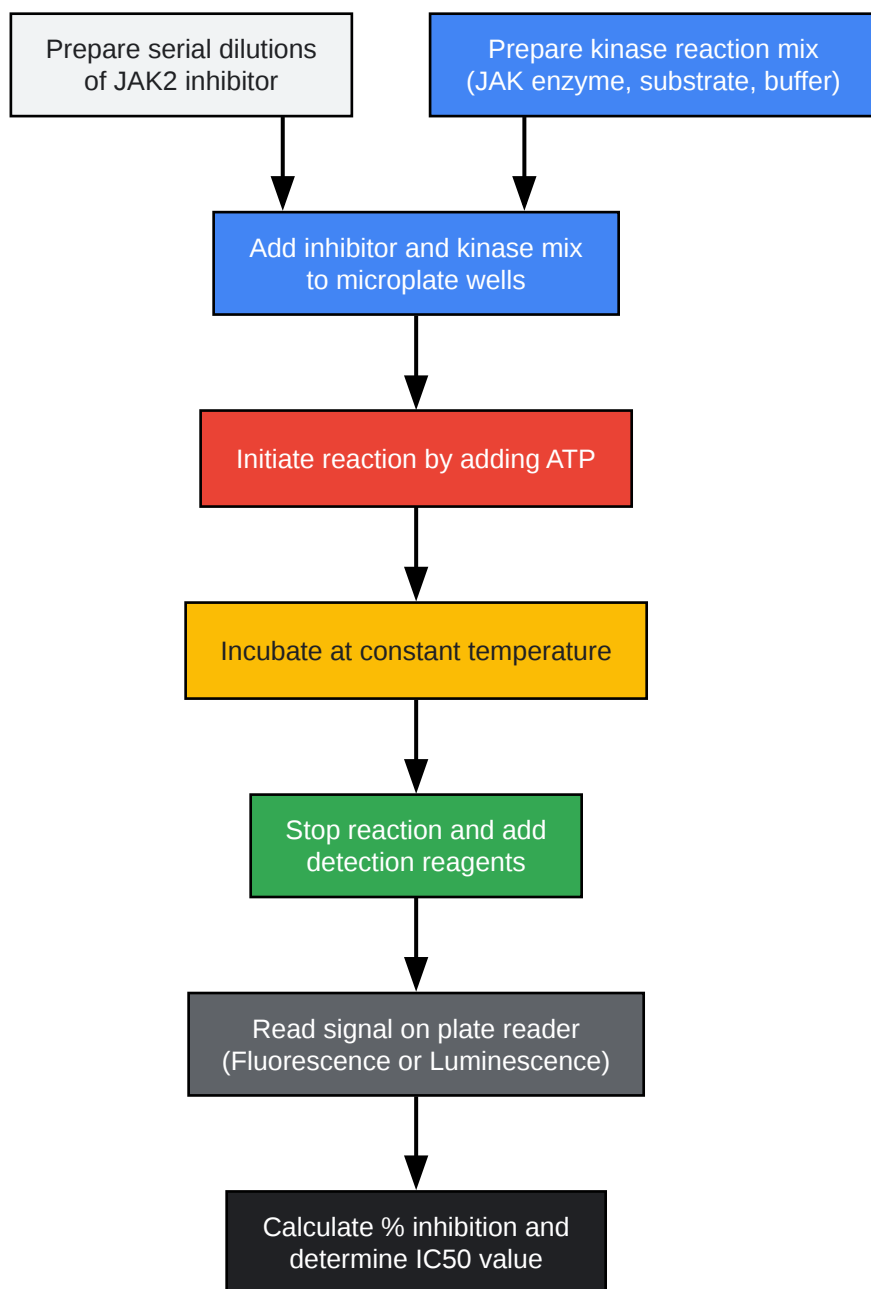 Prepare serial dilutions
of JAK2 inhibitor
Prepare kinase reaction mix
(JAK enzyme, substrate, buffer)
Add inhibitor and kinase mix
to microplate wells
Initiate reaction by adding ATP
Incubate at constant temperature
Stop reaction and add
detection reagents
Read signal on plate reader
(Fluorescence or Luminescence)
Calculate % inhibition and
determine IC50 value